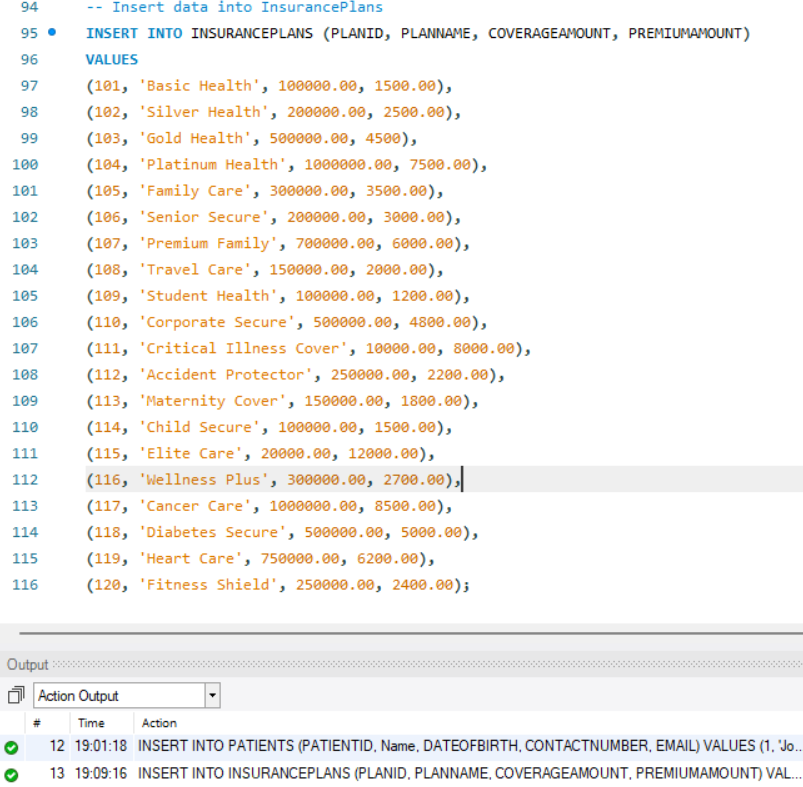 94 -- Insert data into InsurancePlans
95 INSERT INTO INSURANCEPLANS (PLANID, PLANNAME, COVERAGEAMOUNT, PREMIUMAMOUNT)
96 VALUES
97 (101, 'Basic Health', 100000.00, 1500.00),
98 (102, 'Silver Health', 200000.00, 2500.00),
99 (103, 'Gold Health', 500000.00, 4500),
100 (104, 'Platinum Health', 1000000.00, 7500.00),
101 (105, 'Family Care', 300000.00, 3500.00),
102 (106, 'Senior Secure', 200000.00, 3000.00),
103 (107, 'Premium Family', 700000.00, 6000.00),
104 (108, 'Travel Care', 150000.00, 2000.00),
105 (109, 'Student Health', 100000.00, 1200.00),
106 (110, 'Corporate Secure', 500000.00, 4800.00),
107 (111, 'Critical Illness Cover', 10000.00, 8000.00),
108 (112, 'Accident Protector', 250000.00, 2200.00),
109 (113, 'Maternity Cover', 150000.00, 1800.00),
110 (114, 'Child Secure', 100000.00, 1500.00),
111 (115, 'Elite Care', 20000.00, 12000.00),
112 (116, 'Wellness Plus', 300000.00, 2700.00),
113 (117, 'Cancer Care', 1000000.00, 8500.00),
114 (118, 'Diabetes Secure', 500000.00, 5000.00),
115 (119, 'Heart Care', 750000.00, 6200.00),
116 (120, 'Fitness Shield', 250000.00, 2400.00);
Output
Action Output
# Time Action
12 19:01:18 INSERT INTO PATIENTS (PATIENTID, Name, DATEOFBIRTH, CONTACTNUMBER, EMAIL) VALUES (1, 'Jo...
13 19:09:16 INSERT INTO INSURANCEPLANS (PLANID, PLANNAME, COVERAGEAMOUNT, PREMIUMAMOUNT) VAL...